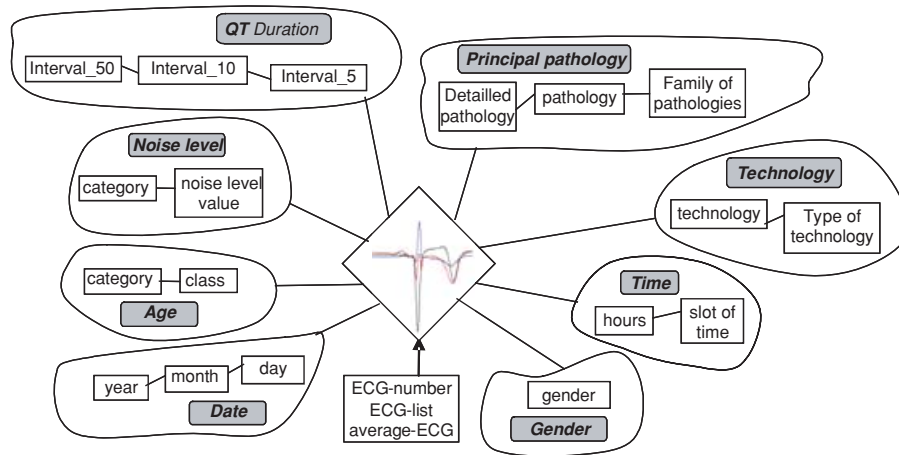 QT Duration
Interval_50
Interval_10
Interval_5
Principal pathology
Detailled
pathology
pathology
Family of
pathologies
Noise level
category
noise level
value
Technology
technology
Type of
technology
category
class
Age
Time
hours
slot of
time
year
month
day
Date
ECG-number
ECG-list
average-ECG
gender
Gender